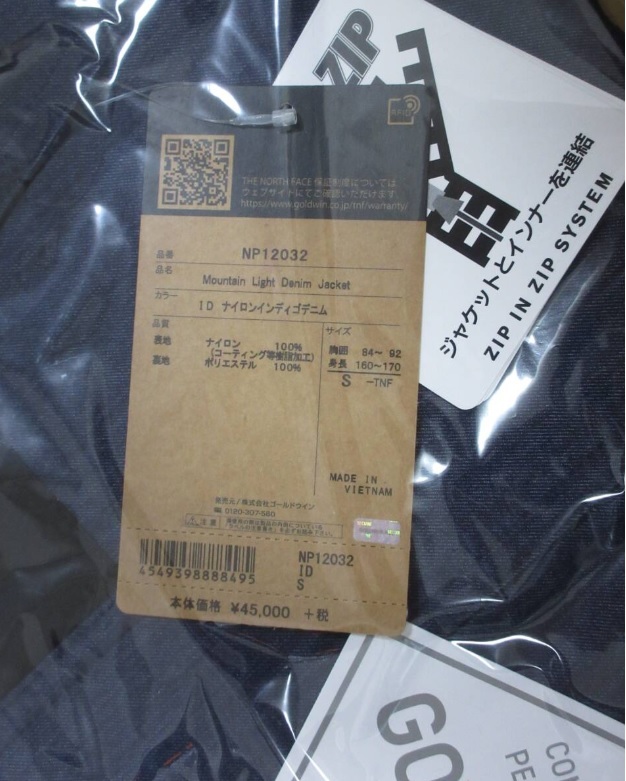 ZIP
ジャケットとインナーを連結
ZIP IN ZIP SYSTEM
THE NORTH FACE 保証制度については
ウェブサイトにてご確認いただけます
https://www.goldwin.co.jp/tnf/warranty/
品番 NP12032
品名 Mountain Light Denim Jacket
カラー ID ナイロンインディゴデニム
品質
表地 ナイロン 100%
(コーティング等樹脂加工)
裏地 ポリエステル 100%
サイズ
胸囲 84～ 92
身長 160～170
S -TNF
MADE IN
VIETNAM
発売元/株式会社ゴールドウイン
0120-307-560
注意
NP12032
ID
S
4549398888495
本体価格 ¥45,000 +税
GO
CO
PE